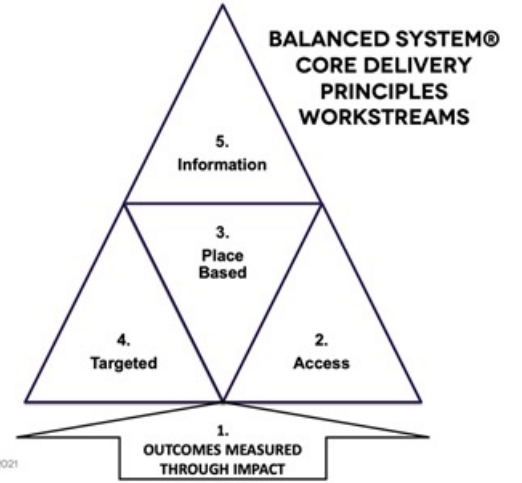 BALANCED SYSTEM®
CORE DELIVERY
PRINCIPLES
WORKSTREAMS
5.
Information
3.
Place
Based
4.
Targeted
2.
Access
1.
OUTCOMES MEASURED
THROUGH IMPACT
2021